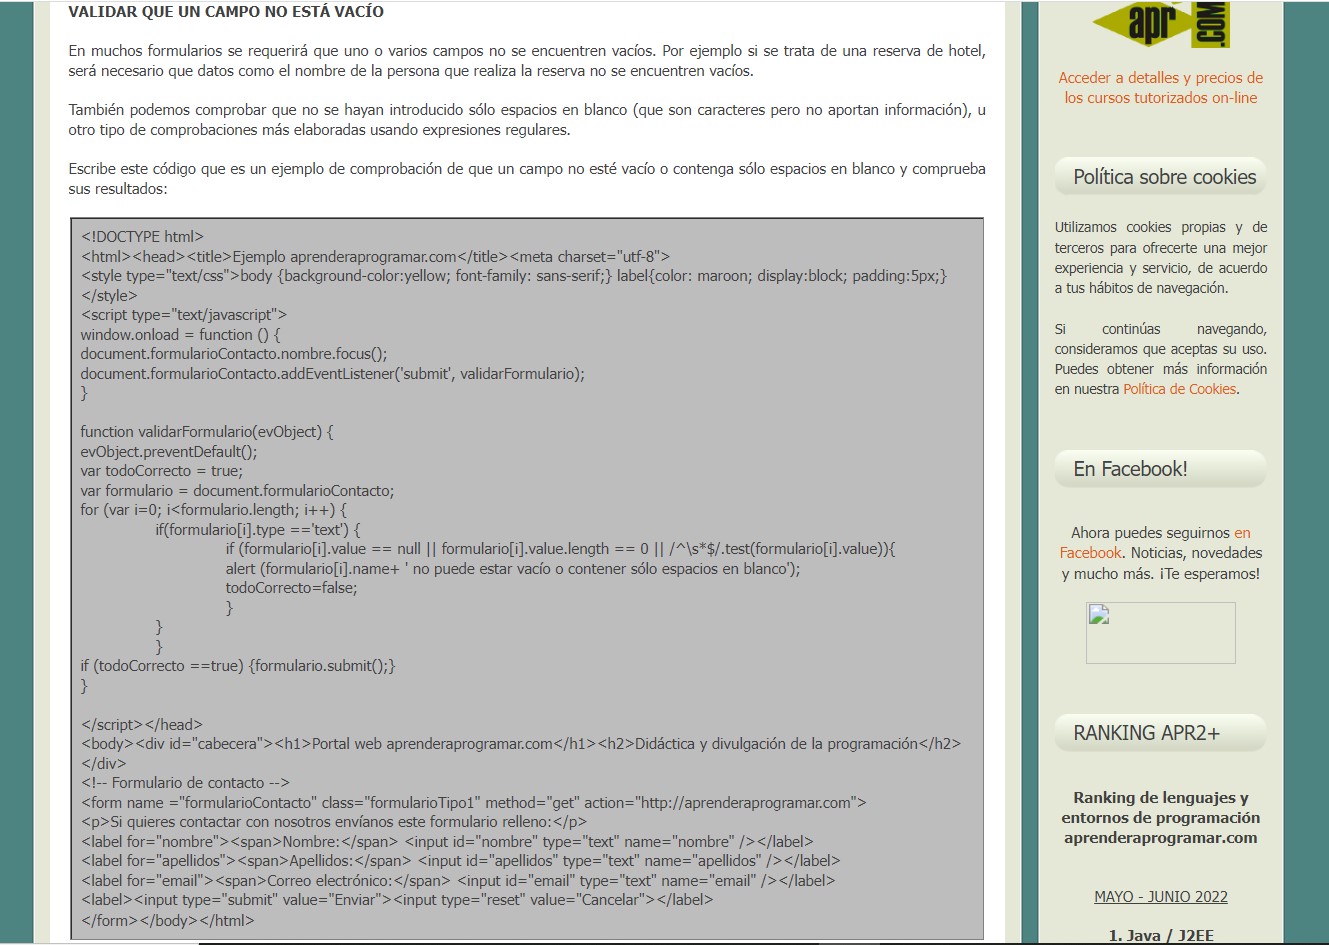 VALIDAR QUE UN CAMPO NO ESTÁ VACÍO
En muchos formularios se requerirá que uno o varios campos no se encuentren vacíos. Por ejemplo si se trata de una reserva de hotel,
será necesario que datos como el nombre de la persona que realiza la reserva no se encuentren vacíos.
También podemos comprobar que no se hayan introducido sólo espacios en blanco (que son caracteres pero no aportan información), u
otro tipo de comprobaciones más elaboradas usando expresiones regulares.
Escribe este código que es un ejemplo de comprobación de que un campo no esté vacío o contenga sólo espacios en blanco y comprueba
sus resultados:
<!DOCTYPE html>
<html><head><title>Ejemplo aprenderaprogramar.com</title><meta charset="utf-8">
<style type="text/css">body {background-color:yellow; font-family: sans-serif;} label{color: maroon; display:block; padding:5px;}
</style>
<script type="text/javascript">
window.onload = function () {
document.formularioContacto.nombre.focus();
document.formularioContacto.addEventListener('submit', validarFormulario);
}
function validarFormulario(evObject) {
evObject.preventDefault();
var todoCorrecto = true;
var formulario = document.formularioContacto;
for (var i=0; i<formulario.length; i++) {
if(formulario[i].type =='text') {
if (formulario[i].value == null || formulario[i].value.length == 0 || /^\s*$/.test(formulario[i].value)){
alert (formulario[i].name+ ' no puede estar vacío o contener sólo espacios en blanco');
todoCorrecto=false;
}
}
}
if (todoCorrecto ==true) {formulario.submit();}
}
</script></head>
<body><div id="cabecera"><h1>Portal web aprenderaprogramar.com</h1><h2>Didáctica y divulgación de la programación</h2>
</div>
<!-- Formulario de contacto -->
<form name ="formularioContacto" class="formularioTipo1" method="get" action="http://aprenderaprogramar.com">
<p>Si quieres contactar con nosotros envíanos este formulario relleno:</p>
<label for="nombre"><span>Nombre:</span> <input id="nombre" type="text" name="nombre" /></label>
<label for="apellidos"><span>Apellidos:</span> <input id="apellidos" type="text" name="apellidos" /></label>
<label for="email"><span>Correo electrónico:</span> <input id="email" type="text" name="email" /></label>
<label><input type="submit" value="Enviar"><input type="reset" value="Cancelar"></label>
</form></body></html>
apr
.COM
Acceder a detalles y precios de
los cursos tutorizados on-line
Política sobre cookies
Utilizamos cookies propias y de
terceros para ofrecerte una mejor
experiencia y servicio, de acuerdo
a tus hábitos de navegación.
Si continúas navegando,
consideramos que aceptas su uso.
Puedes obtener más información
en nuestra Política de Cookies.
En Facebook!
Ahora puedes seguirnos en
Facebook. Noticias, novedades
y mucho más. ¡Te esperamos!
RANKING APR2+
Ranking de lenguajes y
entornos de programación
aprenderaprogramar.com
MAYO - JUNIO 2022
1. Java / J2EE